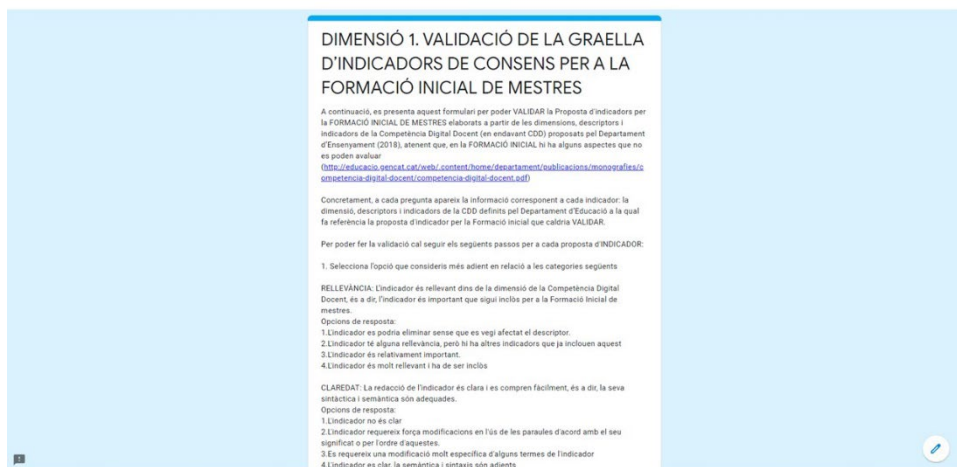 DIMENSIÓ 1. VALIDACIÓ DE LA GRAELLA
D'INDICADORS DE CONSENS PER A LA
FORMACIÓ INICIAL DE MESTRES
A continuació, es presenta aquest formulari per poder VALIDAR la Proposta d'indicadors per
la FORMACIÓ INICIAL DE MESTRES elaborats a partir de les dimensions, descriptors i
indicadors de la Competència Digital Docent (en endavant CDD) proposats pel Departament
d'Ensenyament (2018), atenent que, en la FORMACIÓ INICIAL hi ha alguns aspectes que no
es poden avaluar
(http://educacio.gencat.cat/web/.content/home/departament/publicacions/monografies/c
ompetencia-digital-docent/competencia-digital-docent.pdf)
Concretament, a cada pregunta apareix la informació corresponent a cada indicador: la
dimensió, descriptors i indicadors de la CDD definits pel Departament d'Educació a la qual
fa referència la proposta d'indicador per la Formació inicial que caldria VALIDAR.
Per poder fer la validació cal seguir els següents passos per a cada proposta d'INDICADOR:
1. Selecciona l'opció que consideris més adient en relació a les categories següents
RELLEVÀNCIA: L'indicador és rellevant dins de la dimensió de la Competència Digital
Docent, és a dir, l'indicador és important que sigui inclòs per a la Formació Inicial de
mestres.
Opcions de resposta:
1.L'indicador es podria eliminar sense que es vegi afectat el descriptor.
2.L'indicador té alguna rellevància, però hi ha altres indicadors que ja inclouen aquest
3.L'indicador és relativament important.
4.L'indicador és molt rellevant i ha de ser inclòs
CLAREDAT: La redacció de l'indicador és clara i es compren fàcilment, és a dir, la seva
sintàctica i semàntica són adequades.
Opcions de resposta:
1.L'indicador no és clar
2.L'indicador requereix força modificacions en l'ús de les paraules d'acord amb el seu
significat o per l'ordre d'aquestes.
3.Es requereix una modificació molt específica d'alguns termes de l'indicador
4.L'indicador es clar, la semàntica i sintaxis són adients